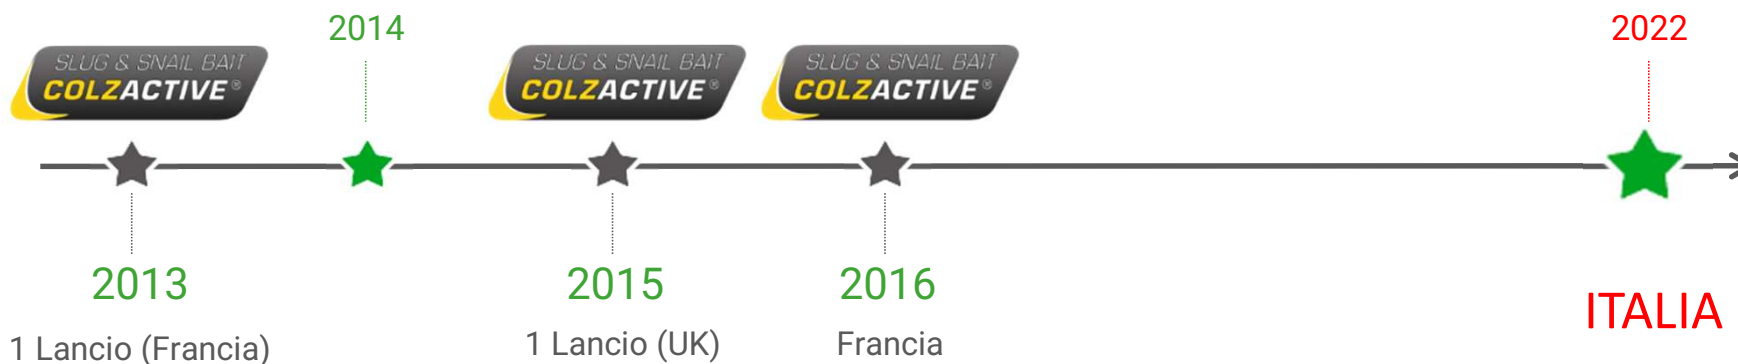 2014
2022
SLUG & SNAIL BAIT
COLZACTIVE®
SLUG & SNAIL BAIT
COLZACTIVE®
SLUG & SNAIL BAIT
COLZACTIVE®
2013
2015
2016
ITALIA
1 Lancio (Francia)
1 Lancio (UK)
Francia